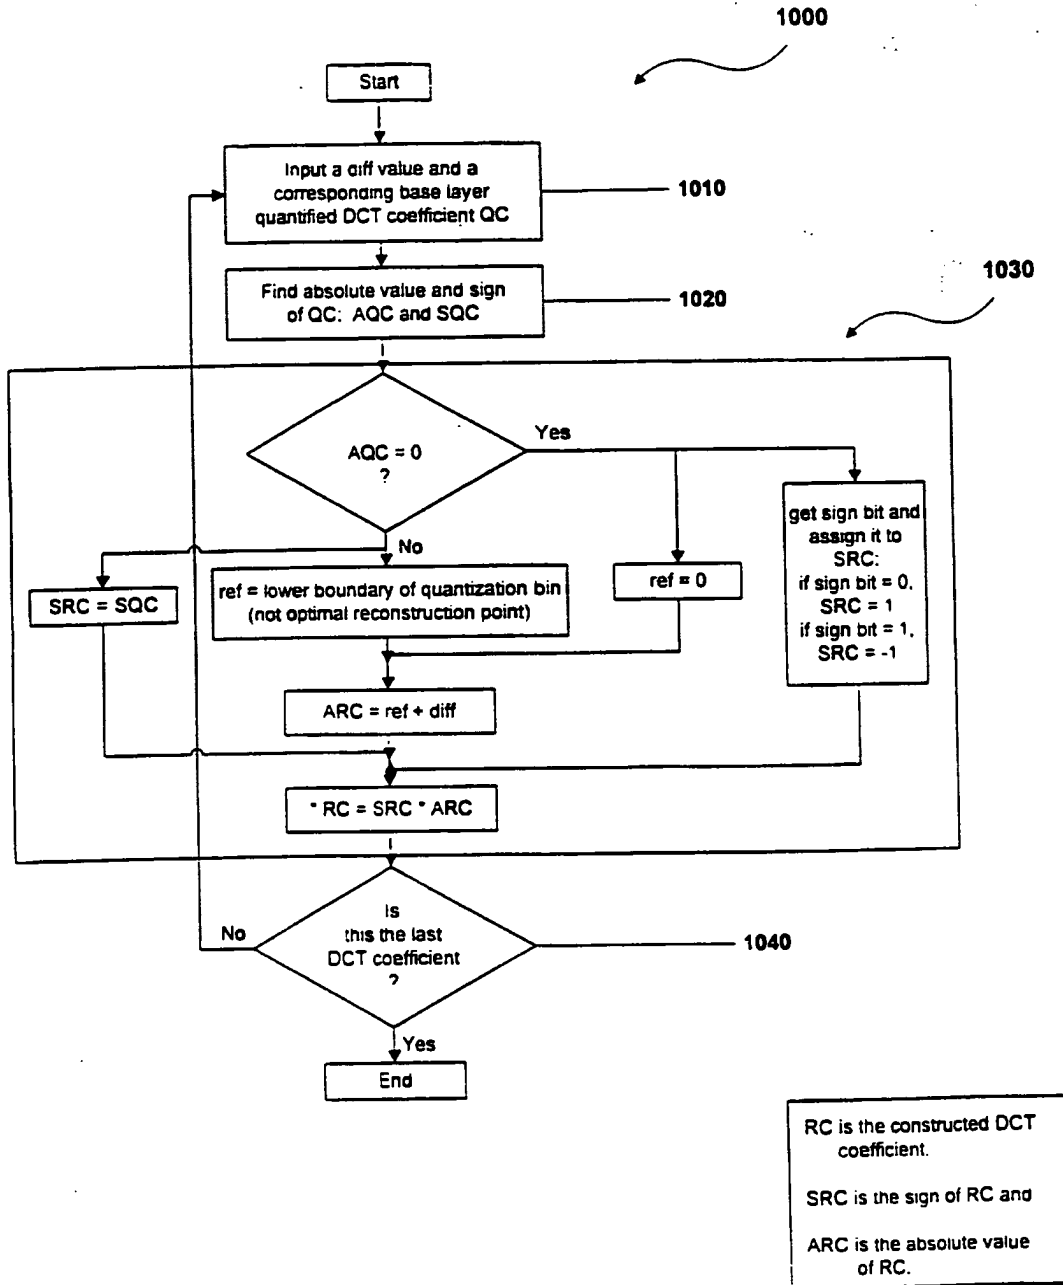 1000
Start
Input a diff value and a
corresponding base layer
quantified DCT coefficient QC
1010
Find absolute value and sign
of QC: AQC and SQC
1020
1030
AQC = 0
?
Yes
No
SRC = SQC
ref = lower boundary of quantization bin
(not optimal reconstruction point)
ref = 0
get sign bit and
assign it to
SRC:
if sign bit = 0,
SRC = 1
if sign bit = 1,
SRC = -1
ARC = ref + diff
* RC = SRC * ARC
Is
this the last
DCT coefficient
?
No
1040
Yes
End
RC is the constructed DCT
coefficient.
SRC is the sign of RC and
ARC is the absolute value
of RC.